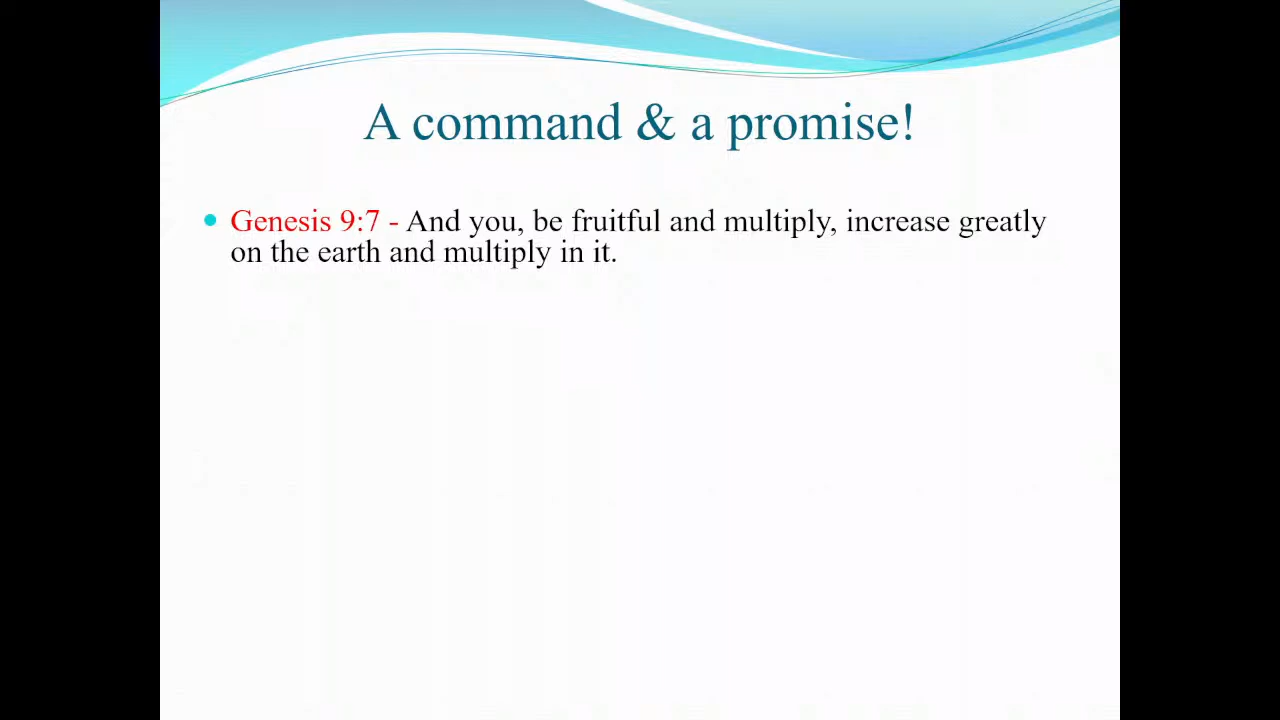 A command & a promise!
Genesis 9:7 - And you, be fruitful and multiply, increase greatly
on the earth and multiply in it.